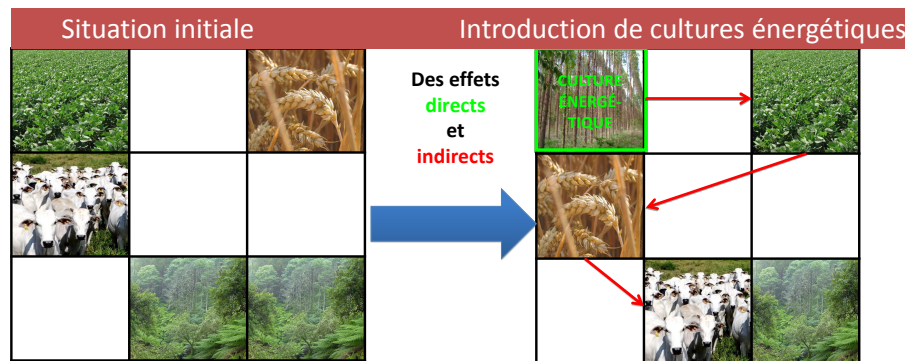 Situation initiale
Introduction de cultures énergétiques
Des effets
directs
et
indirects
CULTURE
ÉNERGÉ-
TIQUE